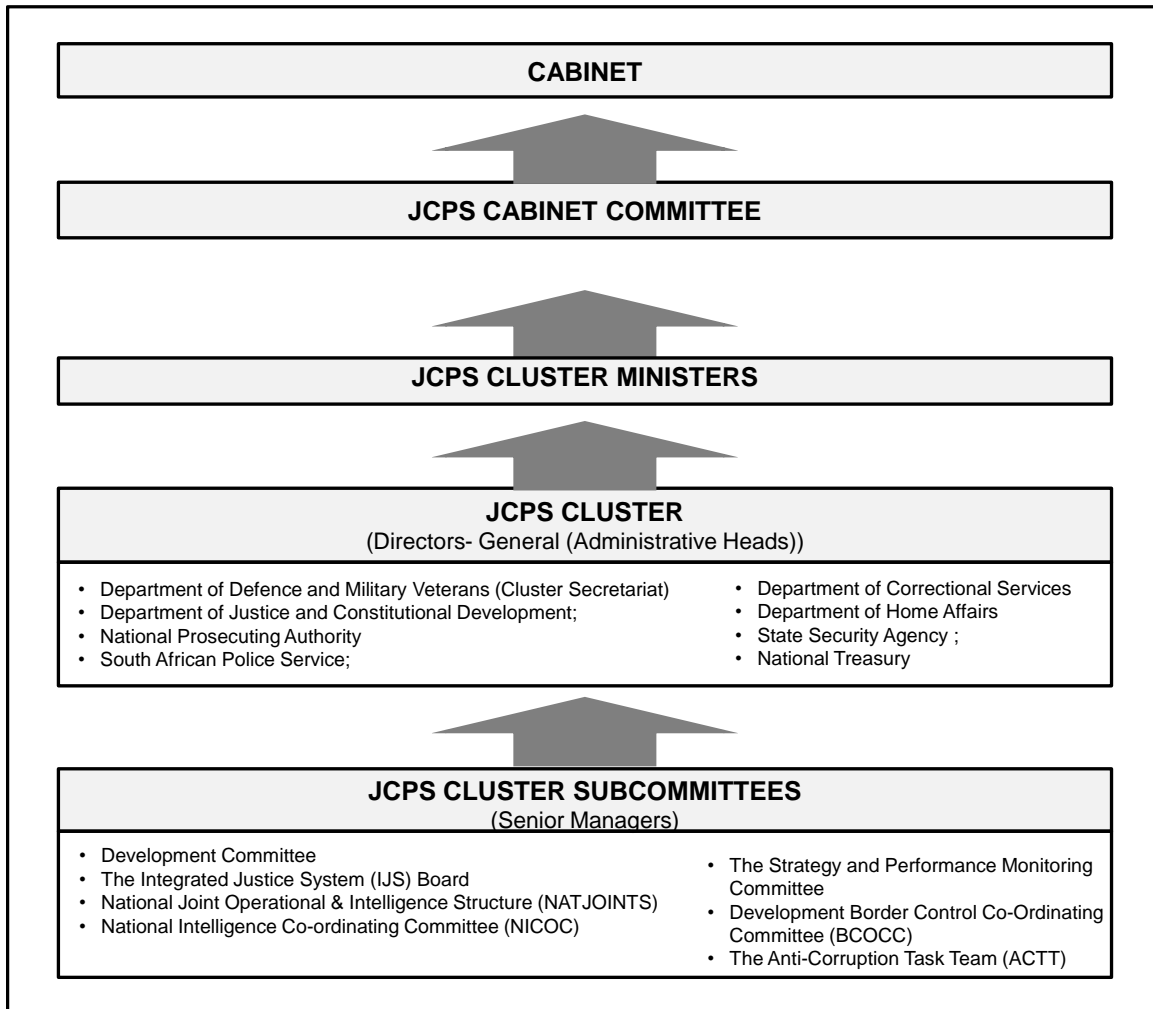 CABINET
JCPS CABINET COMMITTEE
JCPS CLUSTER MINISTERS
JCPS CLUSTER
(Directors- General (Administrative Heads))
• Department of Defence and Military Veterans (Cluster Secretariat)
• Department of Justice and Constitutional Development;
• National Prosecuting Authority
• South African Police Service;
• Department of Correctional Services
• Department of Home Affairs
• State Security Agency ;
• National Treasury
JCPS CLUSTER SUBCOMMITTEES
(Senior Managers)
• Development Committee
• The Integrated Justice System (IJS) Board
• National Joint Operational & Intelligence Structure (NATJOINTS)
• National Intelligence Co-ordinating Committee (NICOC)
• The Strategy and Performance Monitoring
Committee
• Development Border Control Co-Ordinating
Committee (BCOCC)
• The Anti-Corruption Task Team (ACTT)